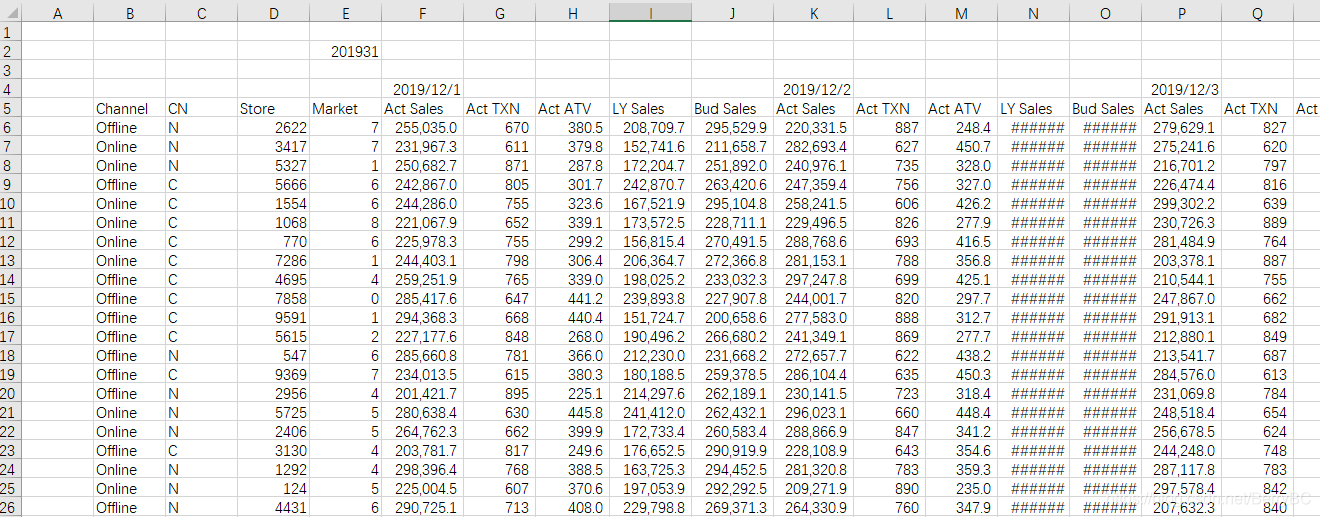 A B C D E F G H I J K L M N O P Q
1
2 201931
3
4 2019/12/1 2019/12/2 2019/12/3
5 Channel CN Store Market Act Sales Act TXN Act ATV LY Sales Bud Sales Act Sales Act TXN Act ATV LY Sales Bud Sales Act Sales Act TXN Act
6 Offline N 2622 7 255,035.0 670 380.5 208,709.7 295,529.9 220,331.5 887 248.4 ###### ###### 279,629.1 827
7 Online N 3417 7 231,967.3 611 379.8 152,741.6 211,658.7 282,693.4 627 450.7 ###### ###### 275,241.6 620
8 Online N 5327 1 250,682.7 871 287.8 172,204.7 251,892.0 240,976.1 735 328.0 ###### ###### 216,701.2 797
9 Offline C 5666 6 242,867.0 805 301.7 242,870.7 263,420.6 247,359.4 756 327.0 ###### ###### 226,474.4 816
10 Online C 1554 6 244,286.0 755 323.6 167,521.9 295,104.8 258,241.5 606 426.2 ###### ###### 299,302.2 639
11 Online C 1068 8 221,067.9 652 339.1 173,572.5 228,711.1 229,496.5 826 277.9 ###### ###### 230,726.3 889
12 Online C 770 6 225,978.3 755 299.2 156,815.4 270,491.5 288,768.6 693 416.5 ###### ###### 281,484.9 764
13 Online C 7286 1 244,403.1 798 306.4 206,364.7 272,366.8 281,153.1 788 356.8 ###### ###### 203,378.1 887
14 Offline C 4695 4 259,251.9 765 339.0 198,025.2 233,032.3 297,247.8 699 425.1 ###### ###### 210,544.1 755
15 Offline C 7858 0 285,417.6 647 441.2 239,893.8 227,907.8 244,001.7 820 297.7 ###### ###### 247,867.0 662
16 Offline C 9591 1 294,368.3 668 440.4 151,724.7 200,658.6 277,583.0 888 312.7 ###### ###### 291,913.1 682
17 Offline C 5615 2 227,177.6 848 268.0 190,496.2 266,680.2 241,349.1 869 277.7 ###### ###### 212,880.1 849
18 Offline N 547 6 285,660.8 781 366.0 212,230.0 231,668.2 272,657.7 622 438.2 ###### ###### 213,541.7 687
19 Offline C 9369 7 234,013.5 615 380.3 180,188.5 259,378.5 286,104.4 635 450.3 ###### ###### 284,576.0 613
20 Offline N 2956 4 201,421.7 895 225.1 214,297.6 262,189.1 230,141.5 723 318.4 ###### ###### 231,069.8 784
21 Online N 5725 5 280,638.4 630 445.8 241,412.0 262,432.1 296,023.1 660 448.4 ###### ###### 248,518.4 654
22 Online N 2406 5 264,762.3 662 399.9 172,733.4 260,583.4 288,866.9 847 341.2 ###### ###### 256,678.5 624
23 Offline C 3130 4 203,781.7 817 249.6 176,652.5 290,919.9 228,108.9 643 354.6 ###### ###### 244,248.0 748
24 Online N 1292 4 298,396.4 768 388.5 163,725.3 294,452.5 281,320.8 783 359.3 ###### ###### 287,117.8 783
25 Online N 124 5 225,004.5 607 370.6 197,053.9 292,292.5 209,271.9 890 235.0 ###### ###### 297,578.4 842
26 Offline N 4431 6 290,725.1 713 408.0 229,798.8 269,371.3 264,330.9 760 347.9 ###### ###### 207,632.3 840